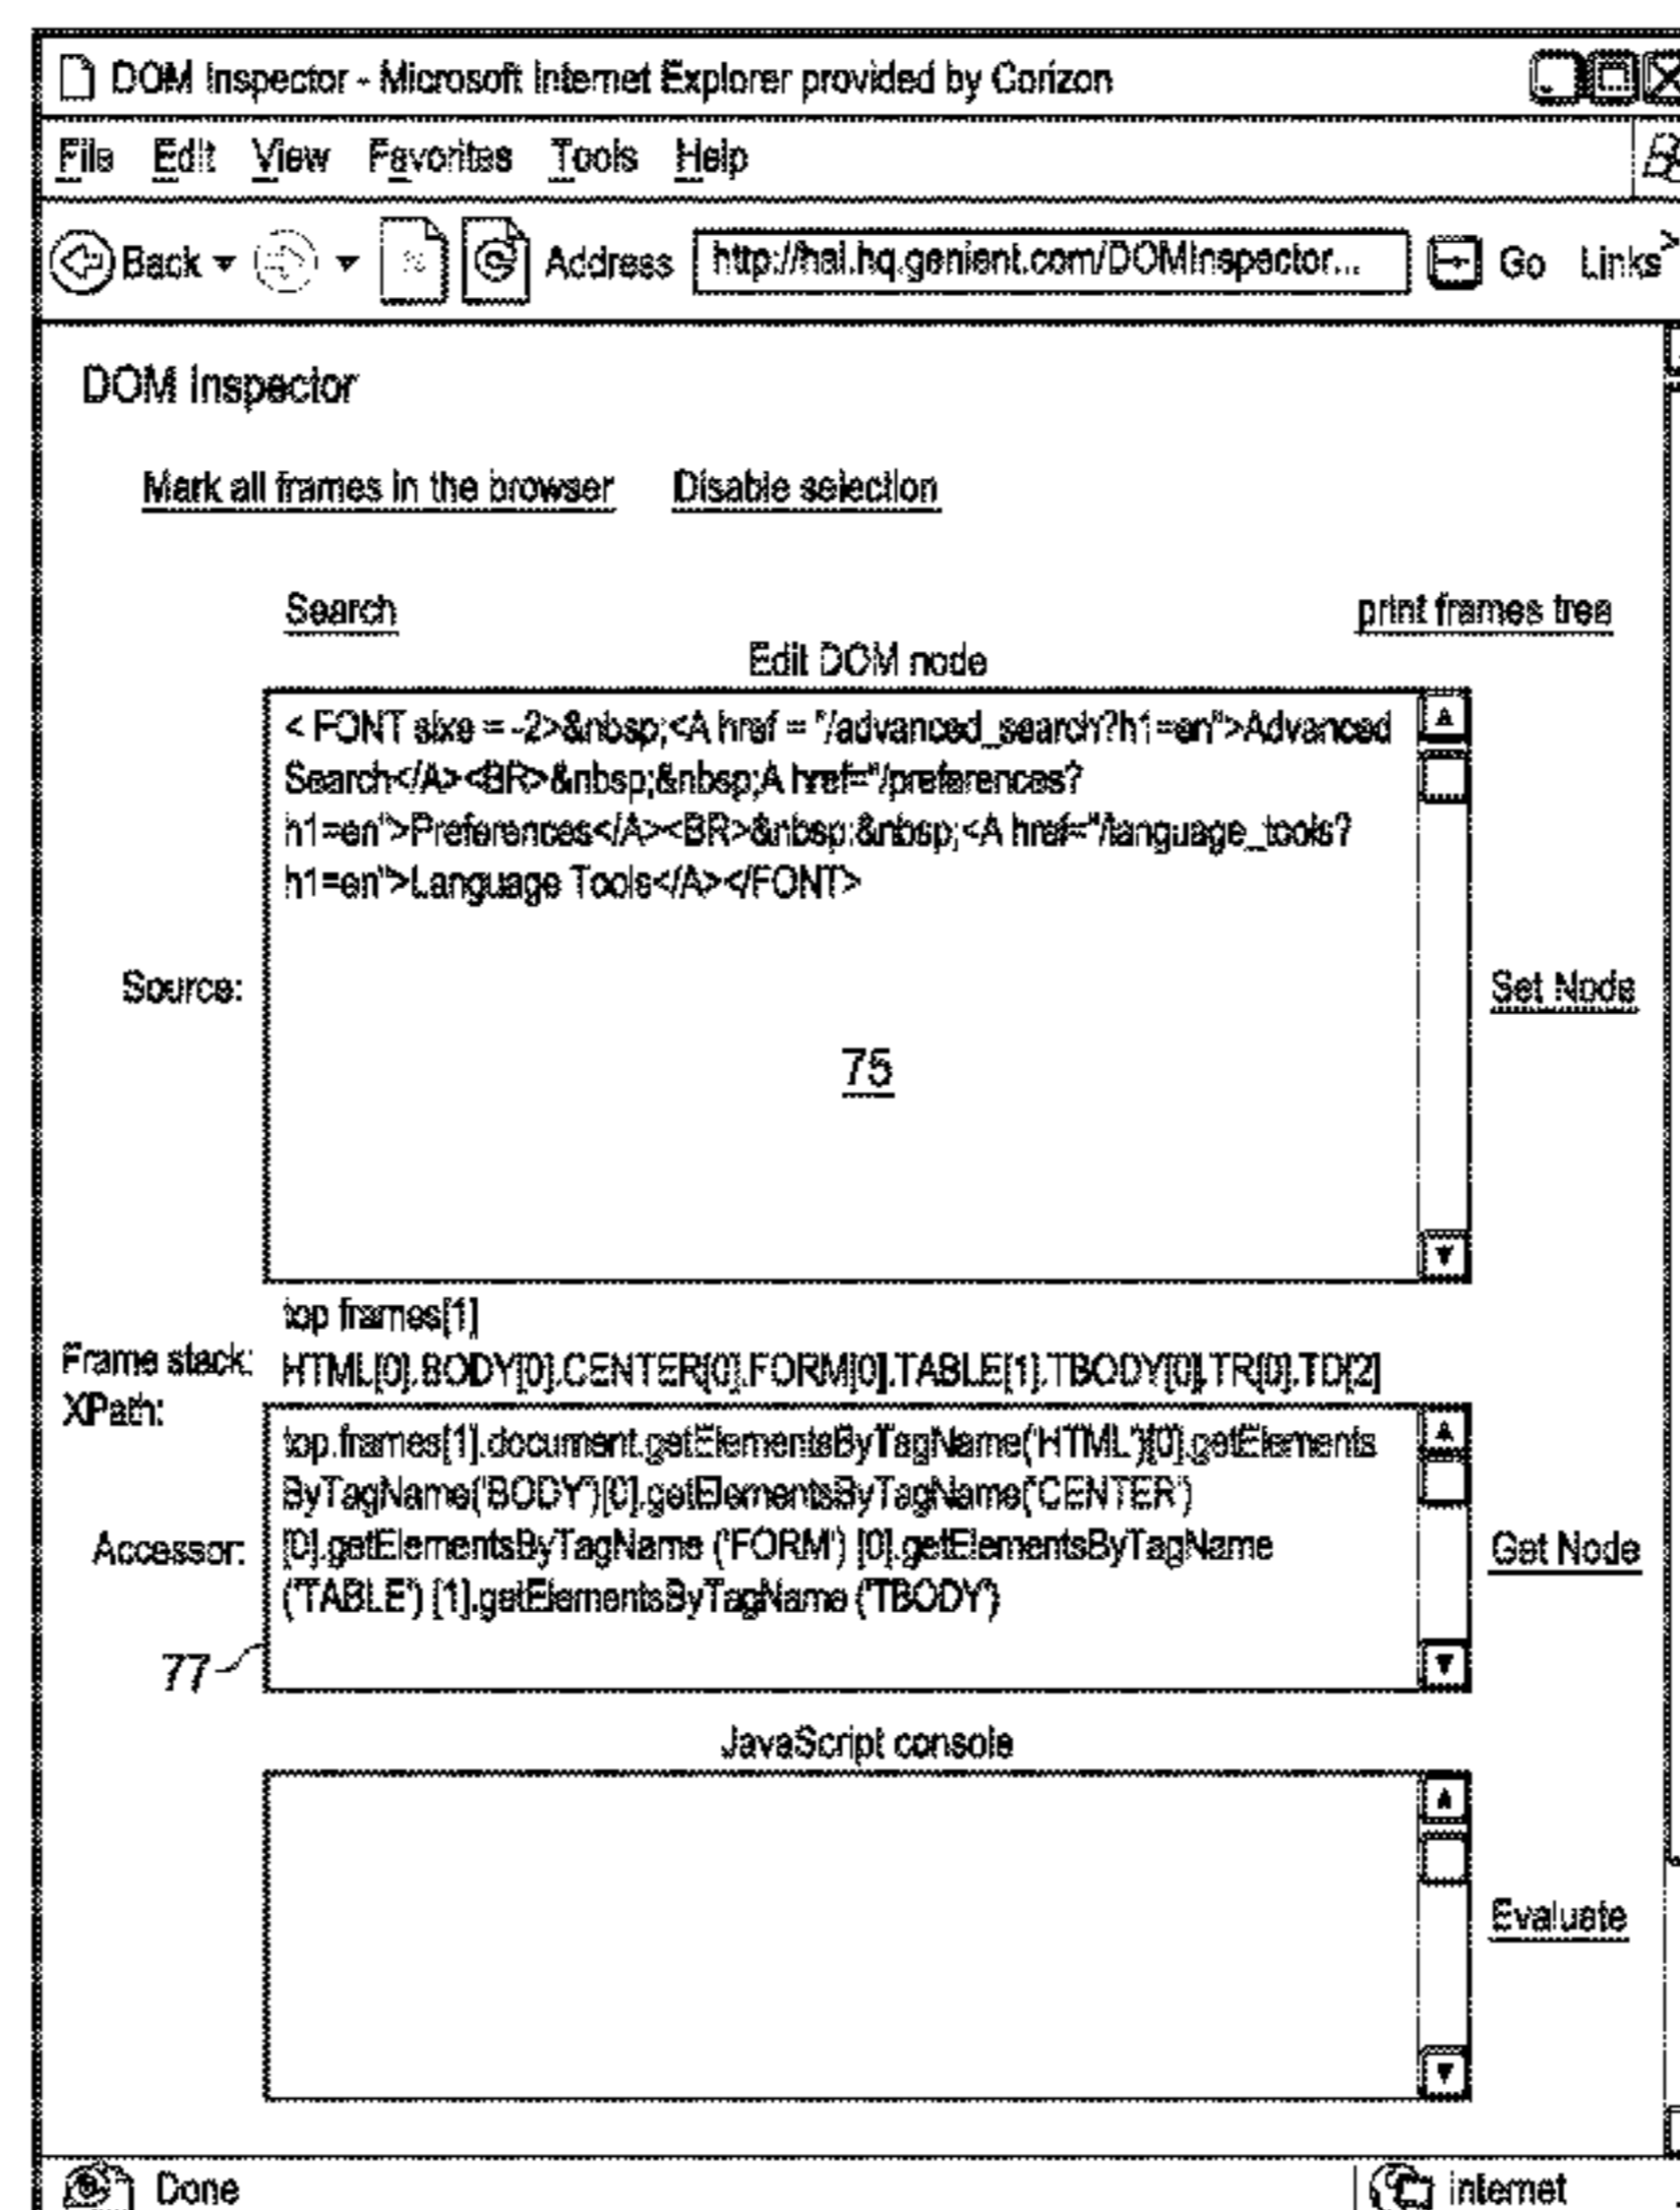 DOM Inspector - Microsoft Internet Explorer provided by Corizon
File Edit View Favorites Tools Help
Back Address http://hal.hq.genient.com/DOMInspector... Go Links >
DOM Inspector
Mark all frames in the browser Disable selection
Search print frames tree
Edit DOM node
< FONT sixe = -2>&nbsp;<A href = "/advanced_search?h1=en">Advanced
Search</A><BR>&nbsp;&nbsp;A href="/preferences?
h1=en">Preferences</A><BR>&nbsp;&nbsp;<A href="/language_tools?
h1=en">Language Tools</A></FONT>
Source: Set Node
75
top frames[1]
Frame stack: HTML[0].BODY[0].CENTER[0].FORM[0].TABLE[1].TBODY[0].TR[0].TD[2]
XPath:
top.frames[1].document.getElementsByTagName('HTML')[0].getElements
ByTagName('BODY')[0].getElementsByTagName('CENTER')
Accessor: [0].getElementsByTagName ('FORM') [0].getElementsByTagName Get Node
('TABLE') [1].getElementsByTagName ('TBODY')
77
JavaScript console
Evaluate
Done internet